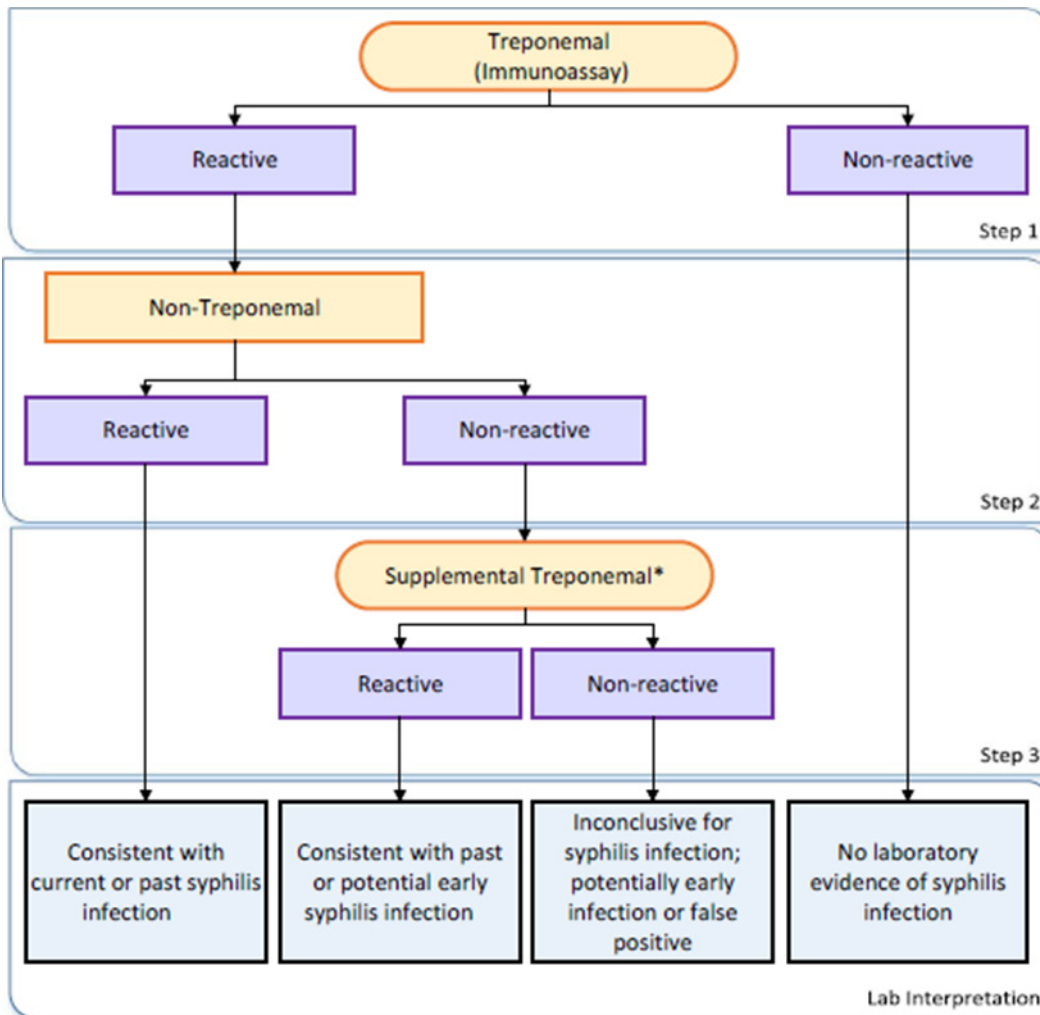 Treponemal
(Immunoassay)
Reactive
Non-reactive
Step 1
Non-Treponemal
Reactive
Non-reactive
Step 2
Supplemental Treponemal*
Reactive
Non-reactive
Step 3
Consistent with
current or past syphilis
infection
Consistent with past
or potential early
syphilis infection
Inconclusive for
syphilis infection;
potentially early
infection or false
positive
No laboratory
evidence of syphilis
infection
Lab Interpretation